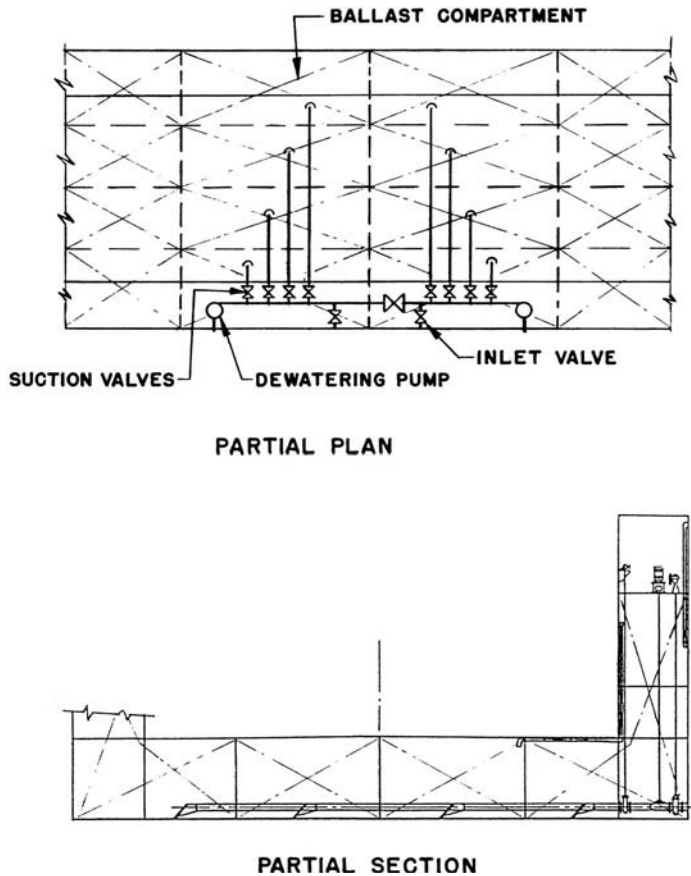 BALLAST COMPARTMENT
INLET VALVE
SUCTION VALVES
DEWATERING PUMP
PARTIAL PLAN
PARTIAL SECTION